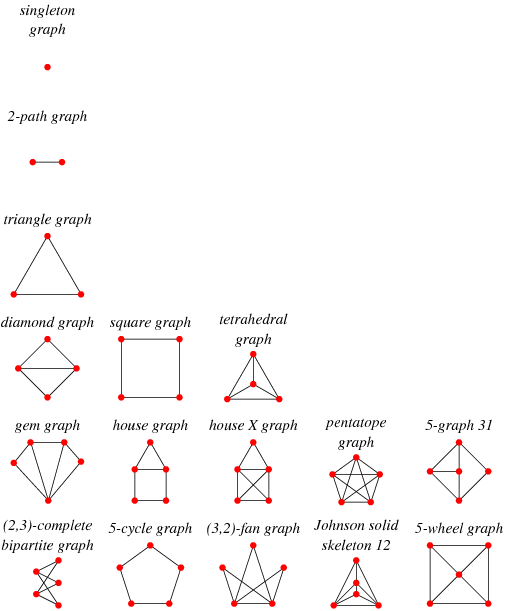 singleton
graph
2-path graph
triangle graph
diamond graph
square graph
tetrahedral
graph
gem graph
house graph
house X graph
pentatope
graph
5-graph 31
(2,3)-complete
bipartite graph
5-cycle graph
(3,2)-fan graph
Johnson solid
skeleton 12
5-wheel graph